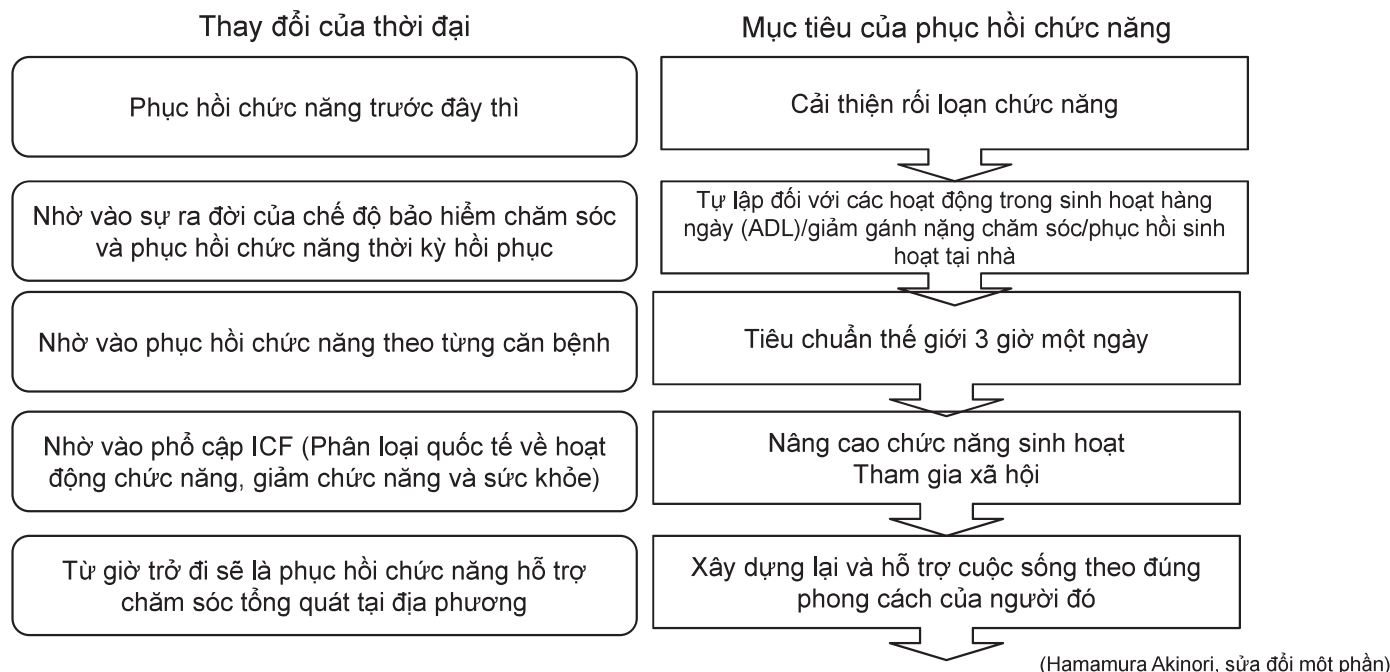 Thay đổi của thời đại
Mục tiêu của phục hồi chức năng
Phục hồi chức năng trước đây thì
Cải thiện rối loạn chức năng
Nhờ vào sự ra đời của chế độ bảo hiểm chăm sóc
và phục hồi chức năng thời kỳ hồi phục
Tự lập đối với các hoạt động trong sinh hoạt hàng
ngày (ADL)/giảm gánh nặng chăm sóc/phục hồi sinh
hoạt tại nhà
Nhờ vào phục hồi chức năng theo từng căn bệnh
Tiêu chuẩn thế giới 3 giờ một ngày
Nhờ vào phổ cập ICF (Phân loại quốc tế về hoạt
động chức năng, giảm chức năng và sức khỏe)
Nâng cao chức năng sinh hoạt
Tham gia xã hội
Từ giờ trở đi sẽ là phục hồi chức năng hỗ trợ
chăm sóc tổng quát tại địa phương
Xây dựng lại và hỗ trợ cuộc sống theo đúng
phong cách của người đó
(Hamamura Akinori, sửa đổi một phần)